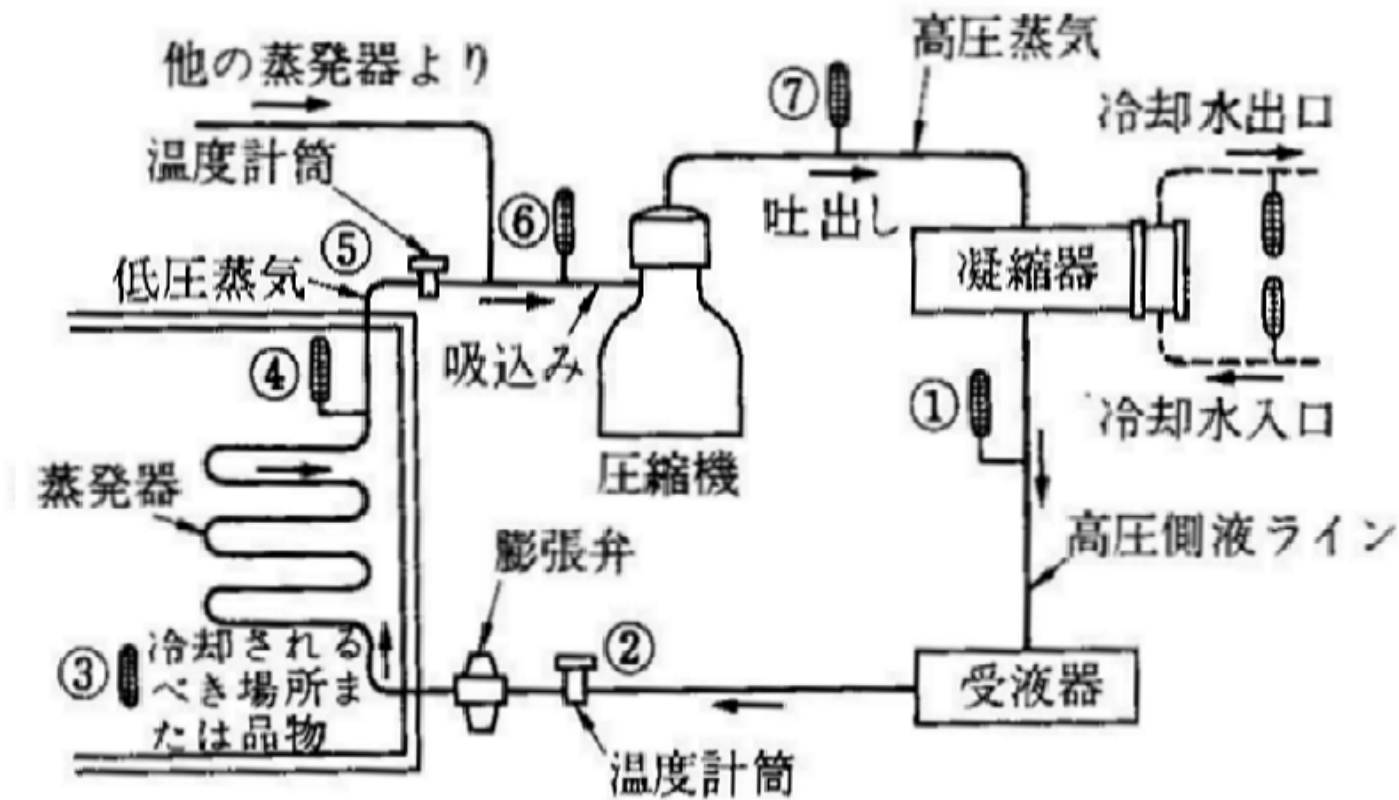 他の蒸発器より
高圧蒸気
⑦
冷却水出口
温度計筒
⑥
吐出し
⑤
低圧蒸気
凝縮器
吸込み
④
①
冷却水入口
圧縮機
蒸発器
膨張弁
高圧側液ライン
②
③
冷却される
べき場所ま
たは品物
受液器
温度計筒